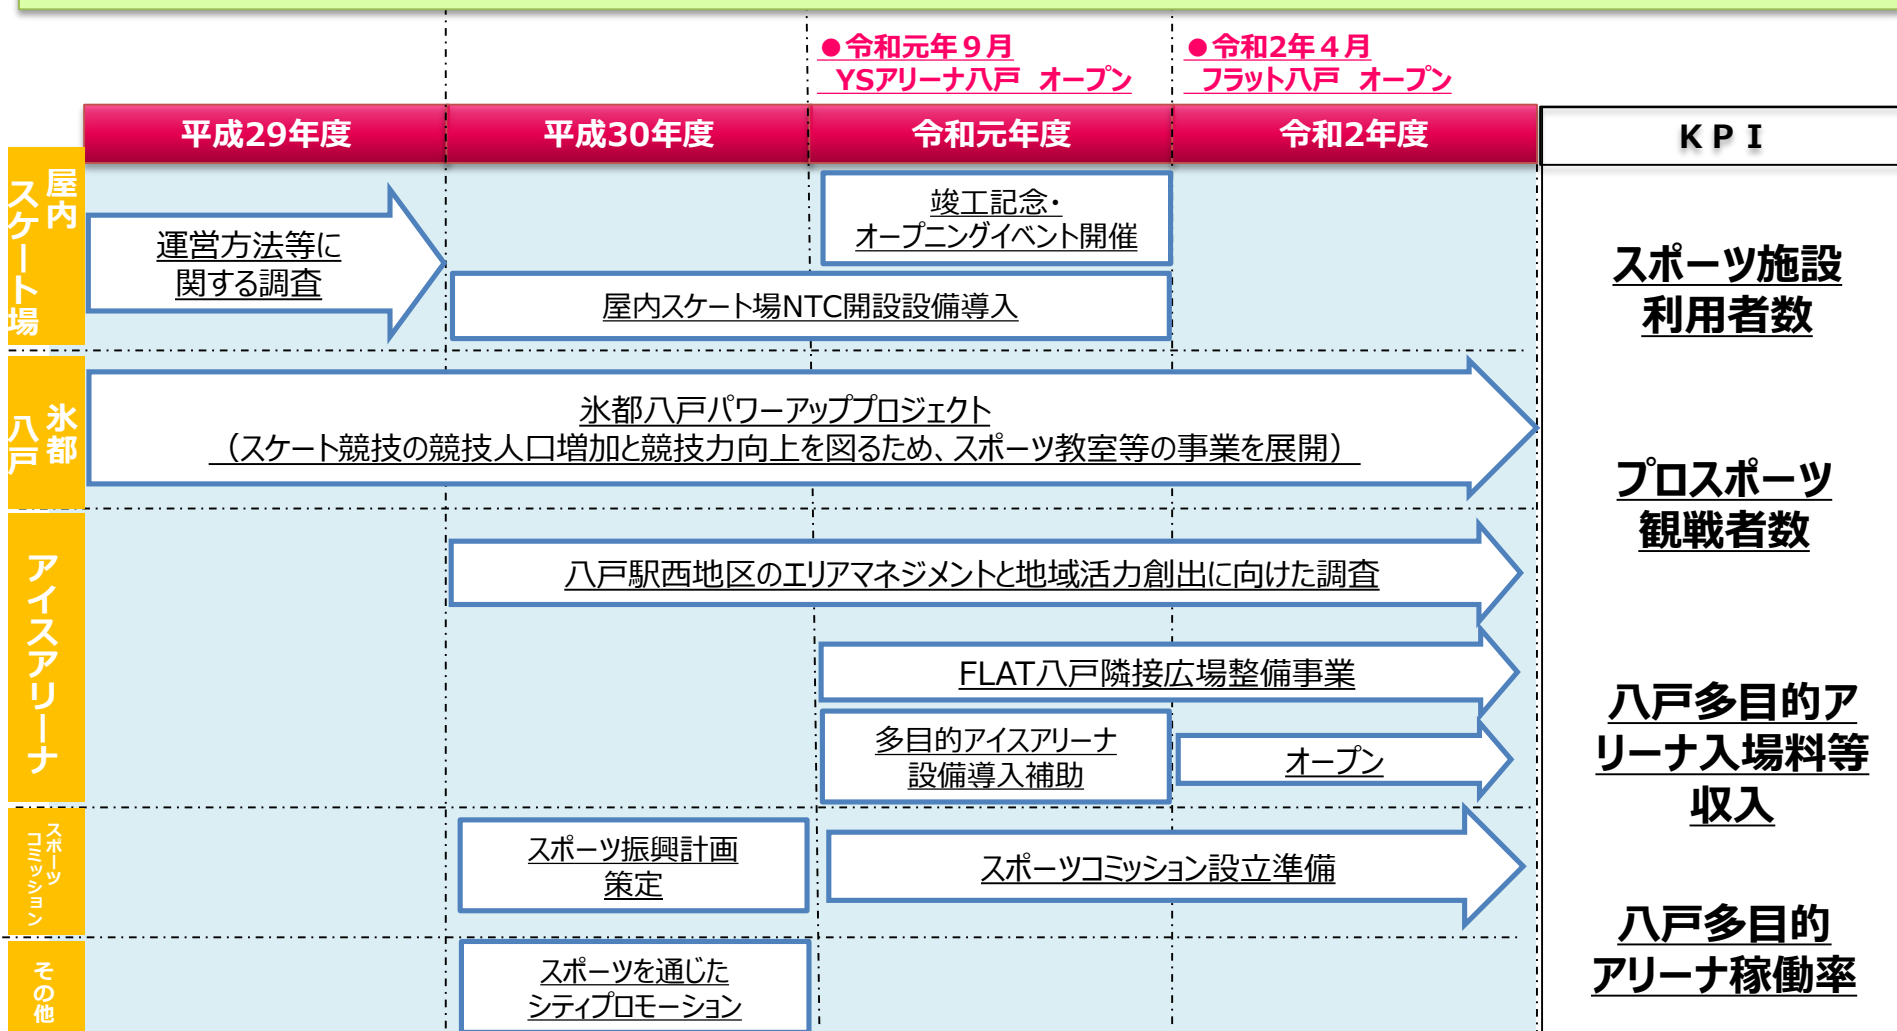 ●令和元年９月
YSアリーナ八戸　オープン
●令和2年４月
フラット八戸　オープン
平成29年度
平成30年度
令和元年度
令和2年度
ＫＰＩ
屋内
スケート場
運営方法等に
関する調査
竣工記念・
オープニングイベント開催
屋内スケート場NTC開設設備導入
氷都
八戸
氷都八戸パワーアッププロジェクト
（スケート競技の競技人口増加と競技力向上を図るため、スポーツ教室等の事業を展開）
アイスアリーナ
八戸駅西地区のエリアマネジメントと地域活力創出に向けた調査
FLAT八戸隣接広場整備事業
多目的アイスアリーナ
設備導入補助
オープン
スポーツ
コミッション
スポーツ振興計画
策定
スポーツコミッション設立準備
その他
スポーツを通じた
シティプロモーション
スポーツ施設
利用者数
プロスポーツ
観戦者数
八戸多目的ア
リーナ入場料等
収入
八戸多目的
アリーナ稼働率